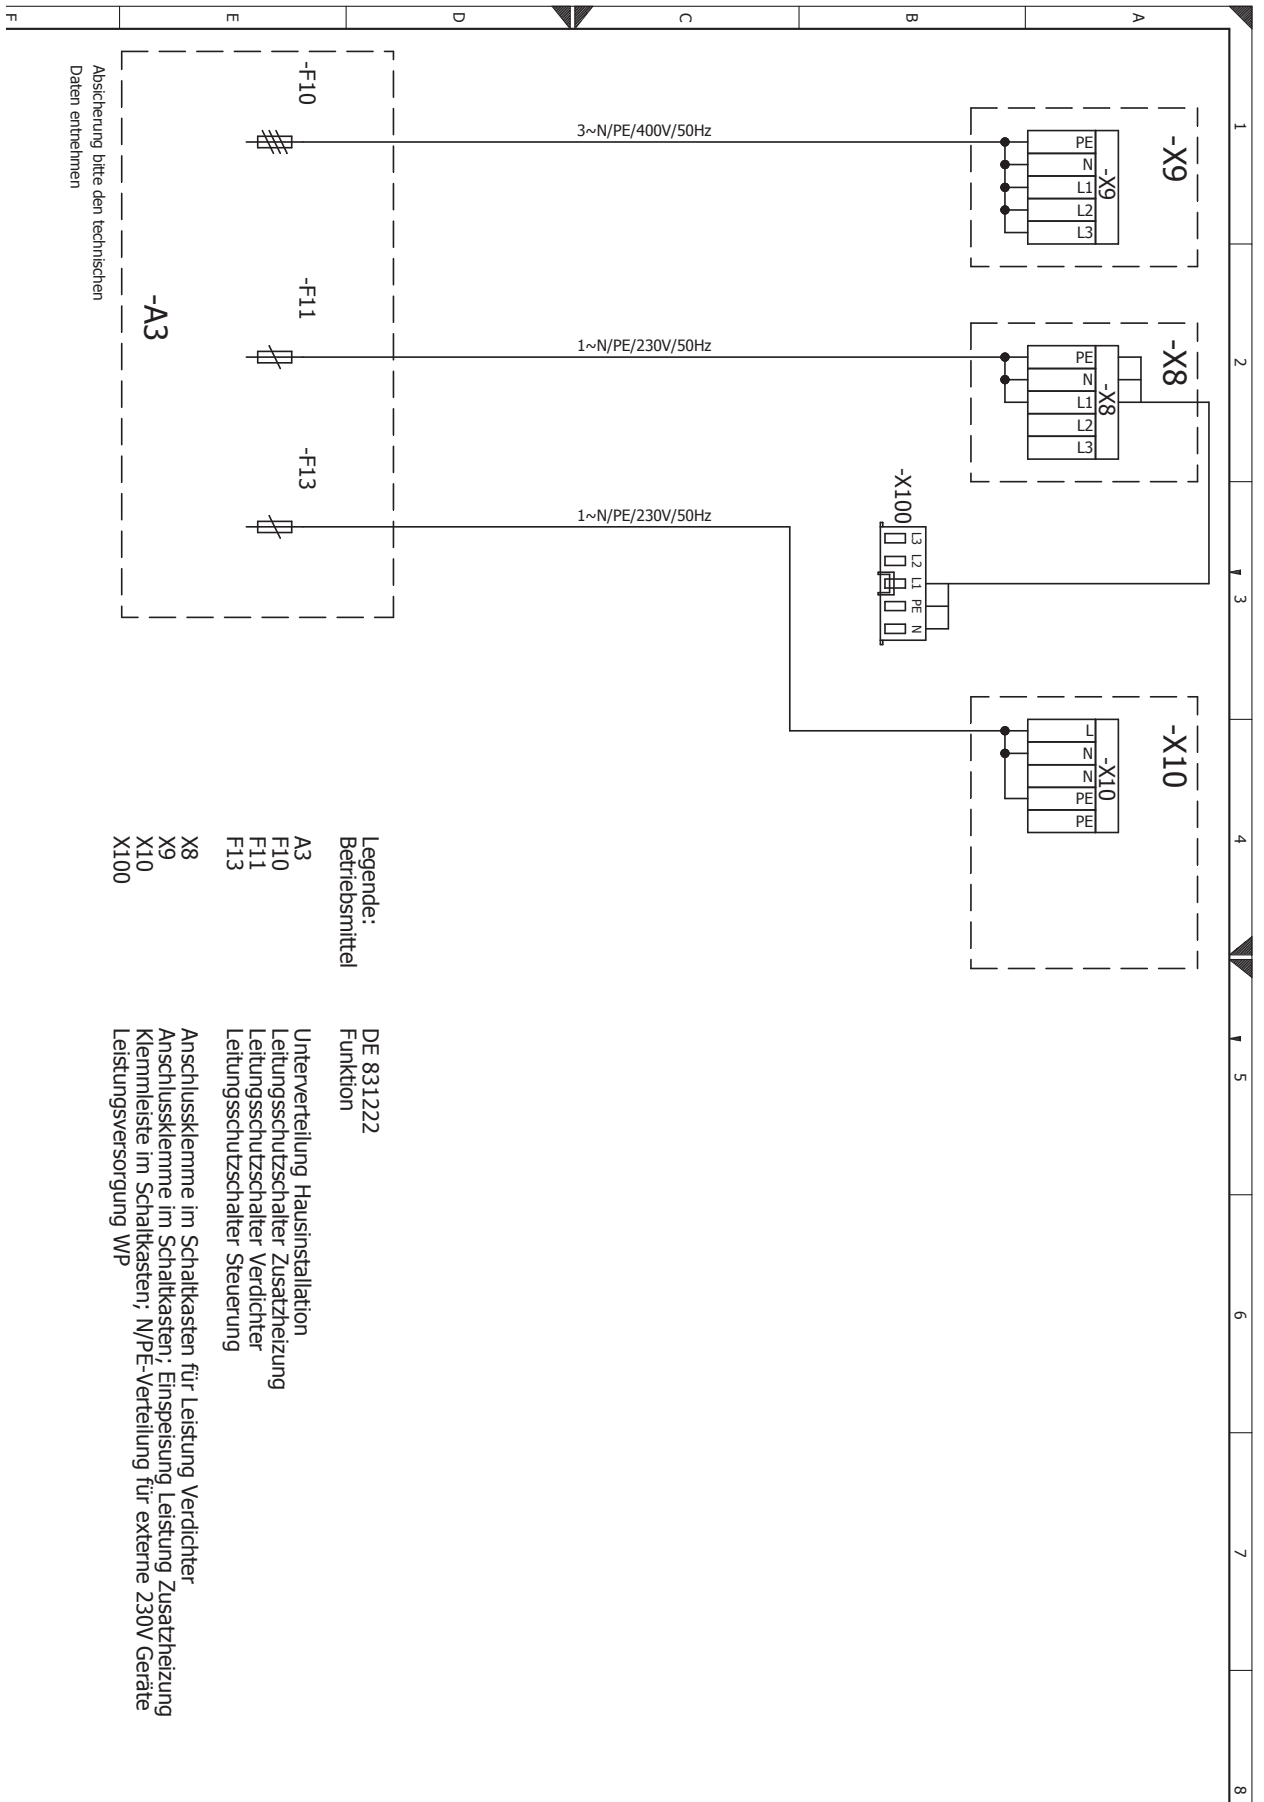 1
2
3
4
5
6
7
8
A
B
C
D
E
F
-X9
-X9
PE
N
L1
L2
L3
-X8
-X8
PE
N
L1
L2
L3
-X100
L3
L2
L1
PE
N
-X10
-X10
L
N
N
PE
PE
3~N/PE/400V/50Hz
1~N/PE/230V/50Hz
1~N/PE/230V/50Hz
-F10
-F11
-F13
-A3
Absicherung bitte den technischen
Daten entnehmen
Legende: DE 831222
Betriebsmittel Funktion
A3 Unterverteilung Hausinstallation
F10 Leitungsschutzschalter Zusatzheizung
F11 Leitungsschutzschalter Verdichter
F13 Leitungsschutzschalter Steuerung
X8 Anschlussklemme im Schaltkasten für Leistung Verdichter
X9 Anschlussklemme im Schaltkasten; Einspeisung Leistung Zusatzheizung
X10 Klemmleiste im Schaltkasten; N/PE-Verteilung für externe 230V Geräte
X100 Leistungsversorgung WP